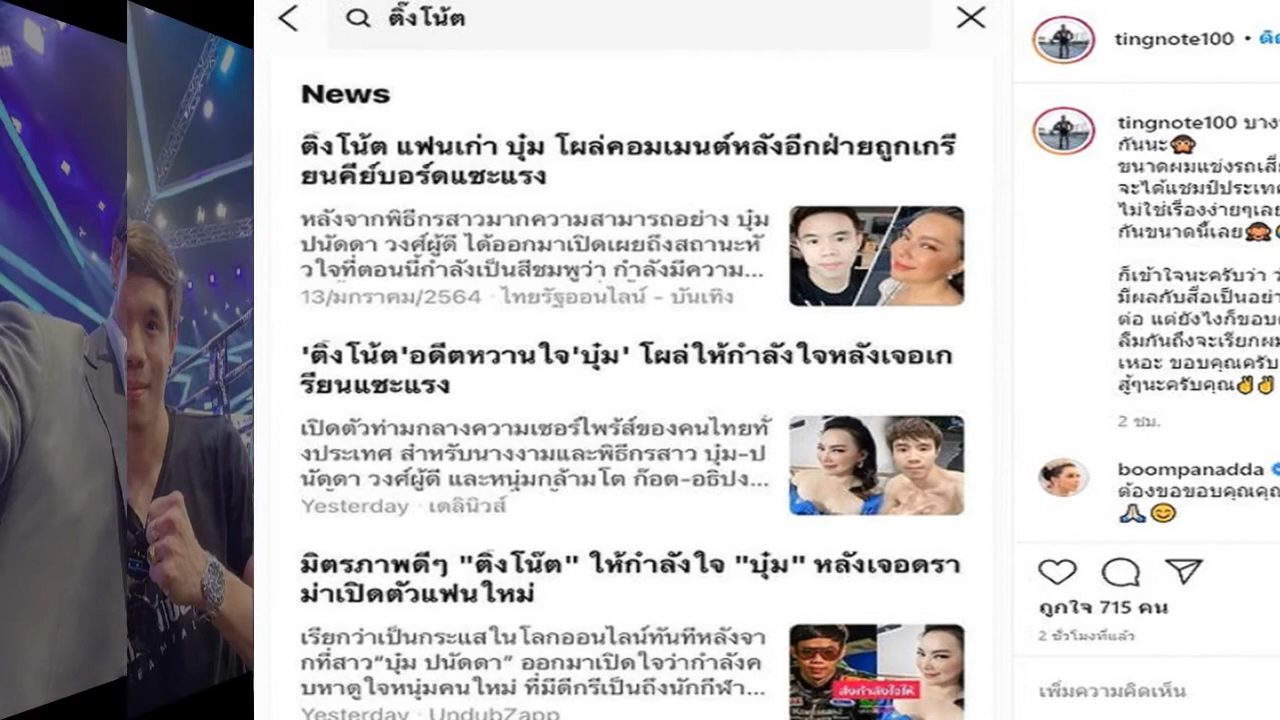 ติ๊งโน้ต
News
ติ๊งโน้ต แฟนเก่า บุ๋ม โผล่คอมเมนต์หลังอีกฝ่ายถูกเกรี
ยนคีย์บอร์ดแซะแรง
หลังจากพิธีกรสาวมากความสามารถอย่าง บุ๋ม
ปนัดดา วงศ์ผู้ดี ได้ออกมาเปิดเผยถึงสถานะหั
วใจที่ตอนนี้กำลังเป็นสีชมพูว่า กำลังมีความ...
13/มกราคม/2564 · ไทยรัฐออนไลน์ - บันเทิง
'ติ๊งโน้ต'อดีตหวานใจ'บุ๋ม' โผล่ให้กำลังใจหลังเจอเก
รียนแซะแรง
เปิดตัวท่ามกลางความเซอร์ไพร้ส์ของคนไทยทั้
งประเทศ สำหรับนางงามและพิธีกรสาว บุ๋ม-ป
นัดดา วงศ์ผู้ดี และหนุ่มกล้ามโต ก๊อต-อธิปง...
Yesterday · เดลินิวส์
มิตรภาพดีๆ "ติ๊งโน๊ต" ให้กำลังใจ "บุ๋ม" หลังเจอดรา
ม่าเปิดตัวแฟนใหม่
เรียกว่าเป็นกระแสในโลกออนไลน์ทันทีหลังจา
กที่สาว“บุ๋ม ปนัดดา” ออกมาเปิดใจว่ากำลังค
บหาดูใจหนุ่มคนใหม่ ที่มีดีกรีเป็นถึงนักกีฬา...
Yesterday · UndubZapp
ส่งกำลังใจให้
tingnote100 •
tingnote100 บาง
กันนะ🙊
ขนาดผมแข่งรถเสี่
จะได้แชมป์ประเทศ
ไม่ใช่เรื่องง่ายๆเลย
กันขนาดนี้เลย🙊
ก็เข้าใจนะครับว่า
มีผลกับสื่อเป็นอย่า
ต่อ แต่ยังไงก็ขอบ
ลืมกันถึงจะเรียกผม
เหอะ ขอบคุณครับ
สู้ๆนะครับคุณ✌✌
2 ชม.
boompanadda
ต้องขอขอบคุณคุณ
🙏😊
ถูกใจ 715 คน
2 ชั่วโมงที่แล้ว
เพิ่มความคิดเห็น